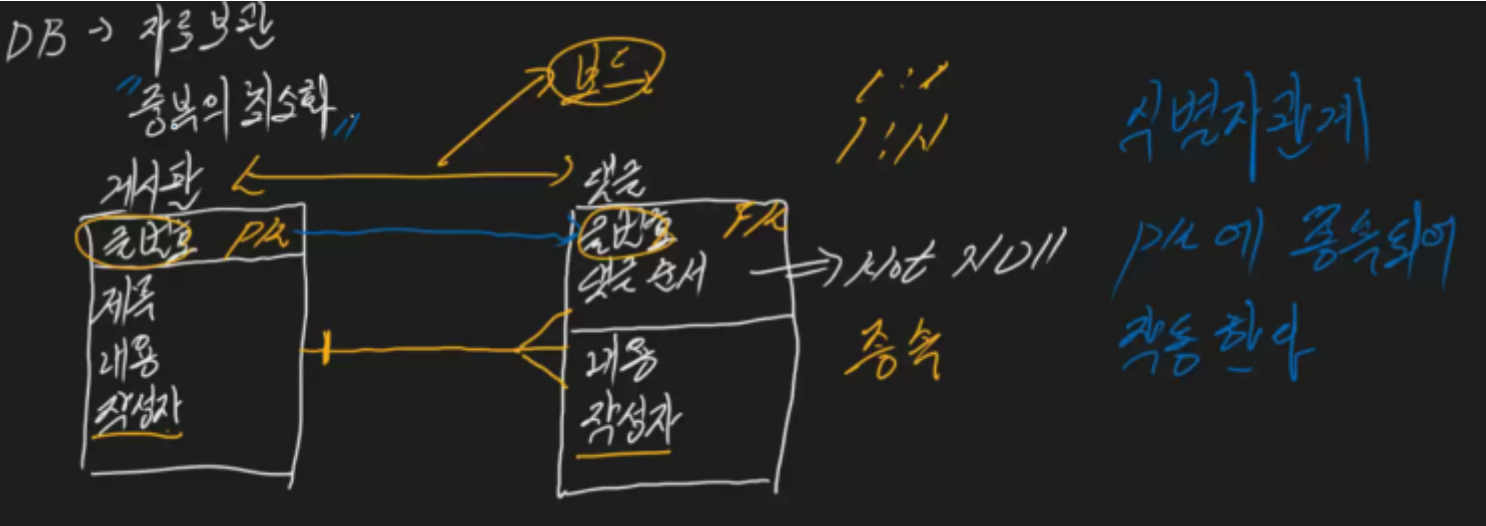 DB → 자료보관
"중복의 최소화"
보드
1:1
1:N
식별자관계
게시판
댓글
글번호 PK
글번호 FK
댓글순서
not null
제목
내용
작성자
내용
작성자
종속
PK에 종속되어
작동한다